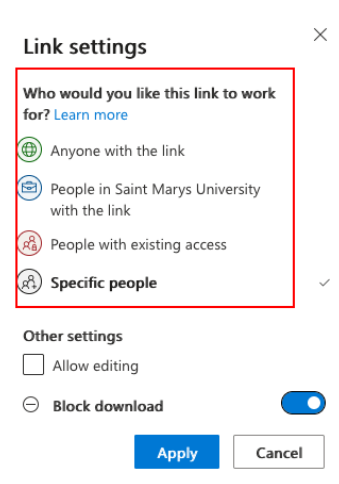 Link settings
Who would you like this link to work
for? Learn more
Anyone with the link
People in Saint Marys University
with the link
People with existing access
Specific people
Other settings
Allow editing
Block download
Apply
Cancel